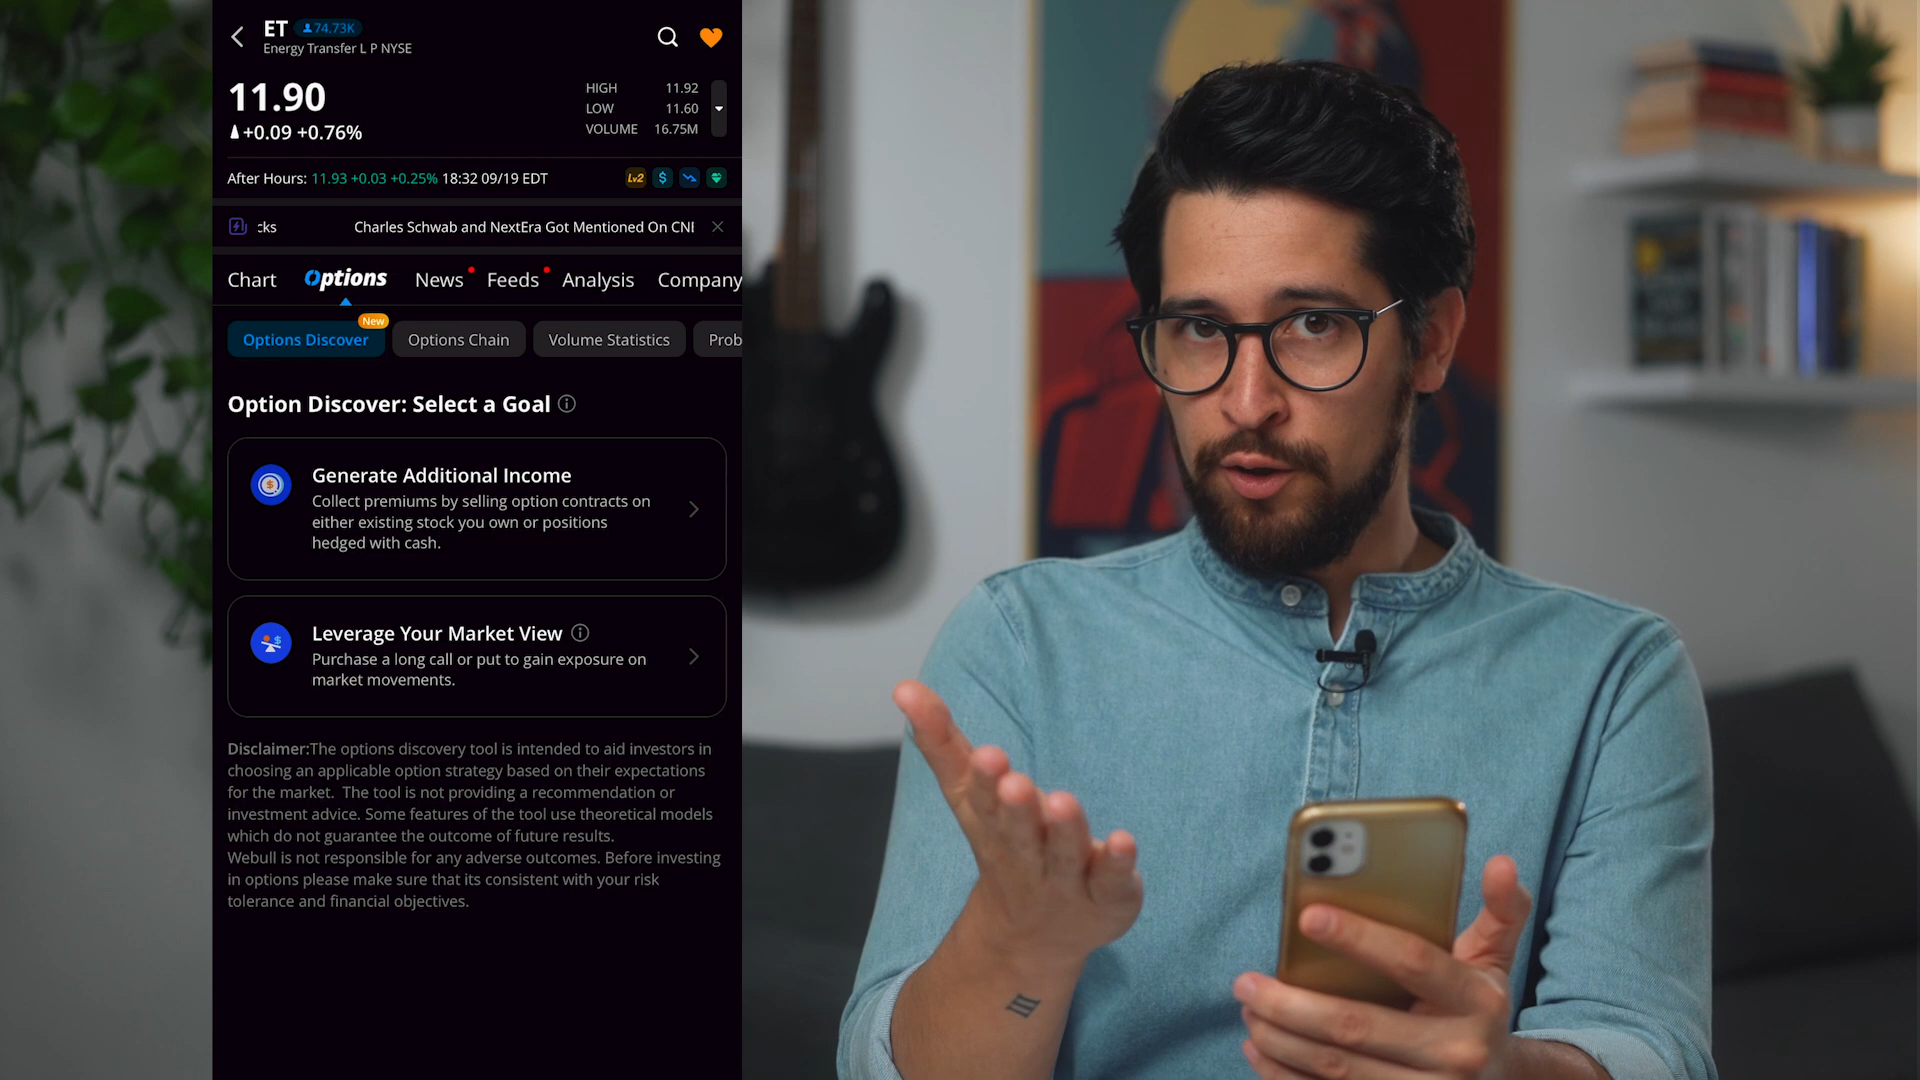 ET 74.73K
Energy Transfer L P NYSE
11.90
+0.09 +0.76%
HIGH 11.92
LOW 11.60
VOLUME 16.75M
After Hours: 11.93 +0.03 +0.25% 18:32 09/19 EDT
Lv2 $
cks Charles Schwab and NextEra Got Mentioned On CN
Chart Options News Feeds Analysis Company
New
Options Discover Options Chain Volume Statistics Prob
Option Discover: Select a Goal
Generate Additional Income
Collect premiums by selling option contracts on
either existing stock you own or positions
hedged with cash.
Leverage Your Market View
Purchase a long call or put to gain exposure on
market movements.
Disclaimer:The options discovery tool is intended to aid investors in
choosing an applicable option strategy based on their expectations
for the market. The tool is not providing a recommendation or
investment advice. Some features of the tool use theoretical models
which do not guarantee the outcome of future results.
Webull is not responsible for any adverse outcomes. Before investing
in options please make sure that its consistent with your risk
tolerance and financial objectives.